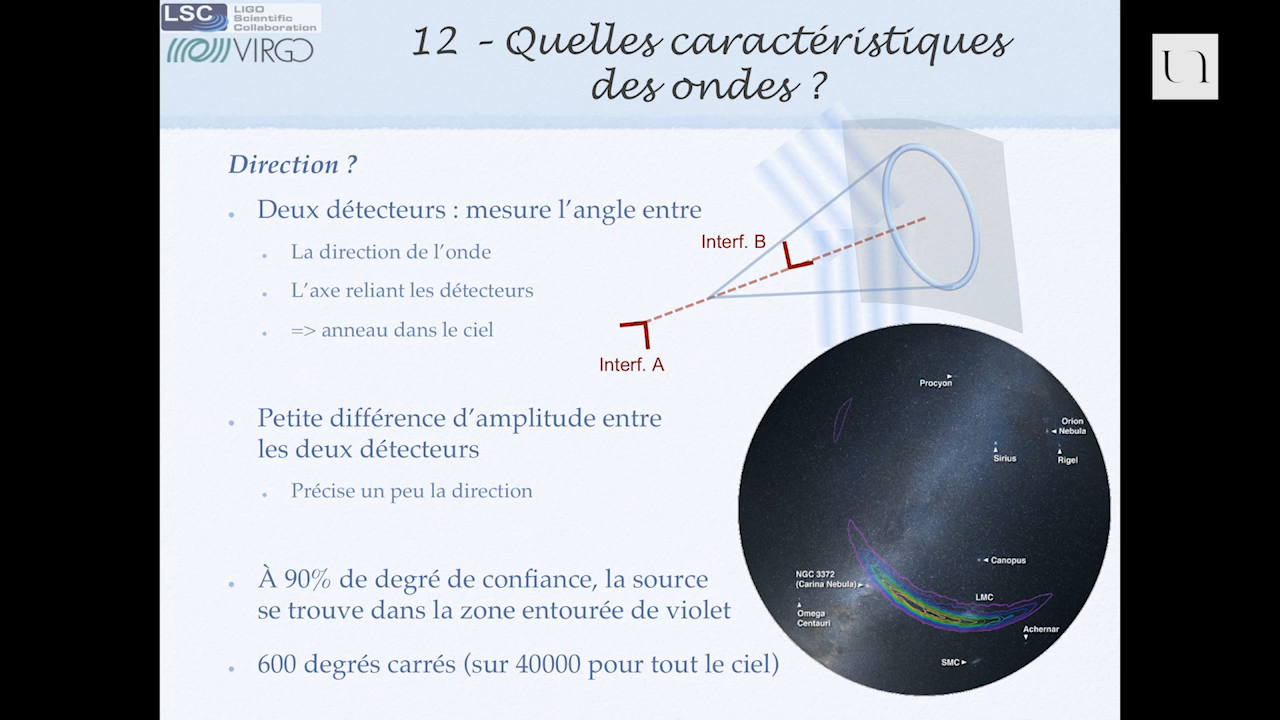 LSC
LIGO
Scientific
Collaboration
VIRGO
12 – Quelles caractéristiques
des ondes ?
Direction ?
Deux détecteurs : mesure l'angle entre
La direction de l'onde
L'axe reliant les détecteurs
=> anneau dans le ciel
Interf. B
Interf. A
Petite différence d'amplitude entre
les deux détecteurs
Précise un peu la direction
À 90% de degré de confiance, la source
se trouve dans la zone entourée de violet
600 degrés carrés (sur 40000 pour tout le ciel)
Procyon
Orion
Nebula
Sirius
Rigel
Canopus
NGC 3372
(Carina Nebula)
LMC
Omega
Centauri
Achernar
SMC